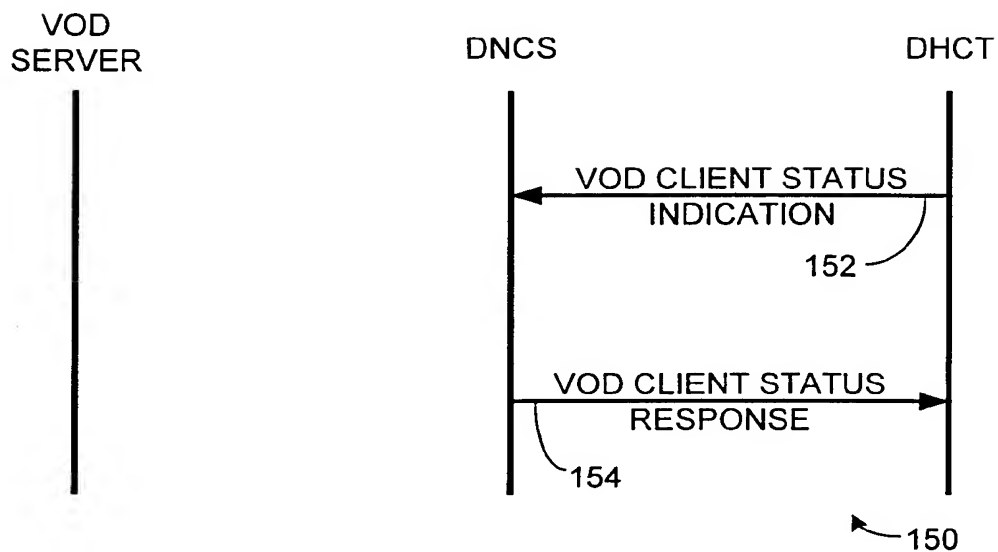 VOD
SERVER
DNCS
DHCT
VOD CLIENT STATUS
INDICATION
152
VOD CLIENT STATUS
RESPONSE
154
150